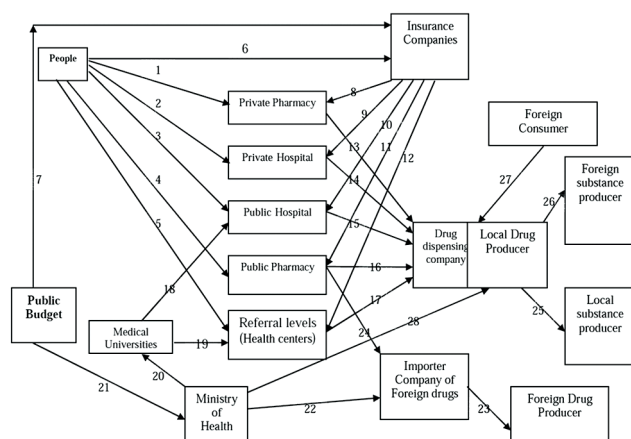 Insurance
Companies
People
6
1
8
Private Pharmacy
2
9
10
Foreign
Consumer
3
13
11
Private Hospital
12
Foreign
substance
producer
7
4
14
27
26
Public Hospital
5
15
Drug
dispensing
company
Local Drug
Producer
Public Pharmacy
16
18
17
Public
Budget
Referral levels
(Health centers)
Medical
Universities
19
24
28
25
Local
substance
producer
20
21
Ministry
of
Health
22
Importer
Company of
Foreign drugs
23
Foreign Drug
Producer